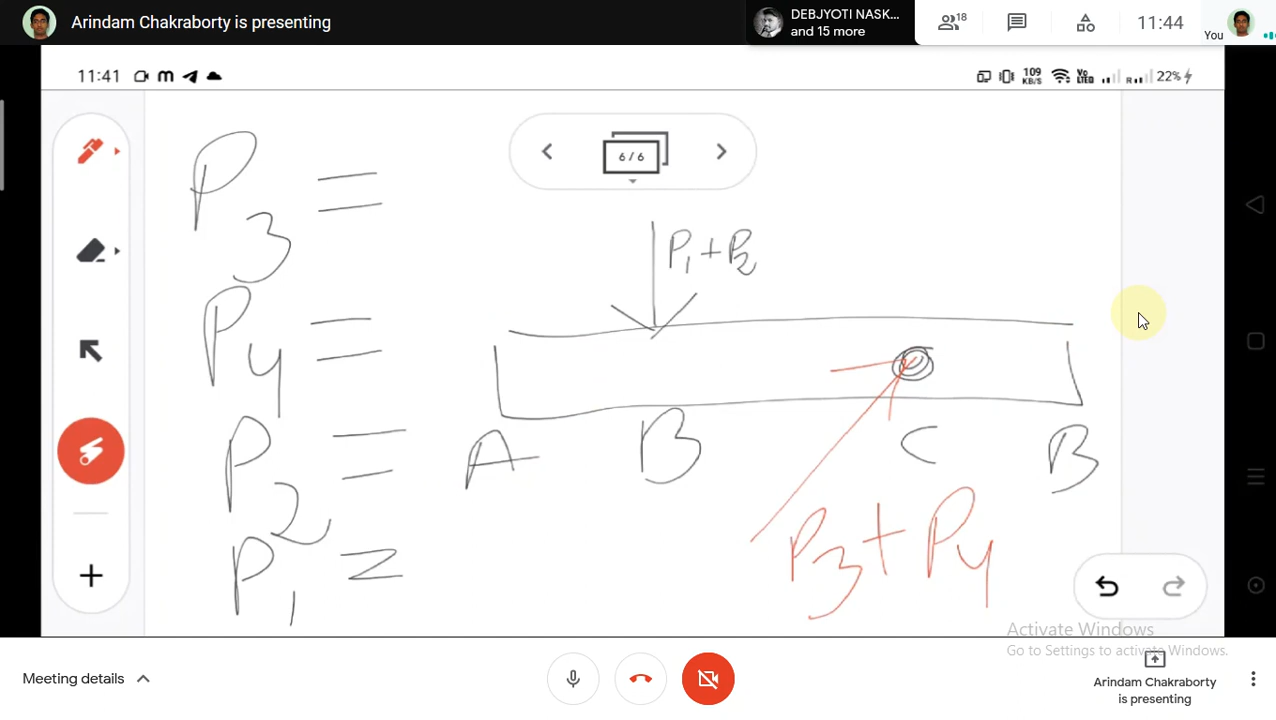 Arindam Chakraborty is presenting
DEBJYOTI NASK...
and 15 more
18
11:44
You
11:41
109
KB/S
Vo
LTED
R
22%
6/6
P3 =
P1+P2
P4 =
P2 =
A B C B
P3+P4
P1 =
Activate Windows
Go to Settings to activate Windows.
Meeting details
Arindam Chakraborty
is presenting